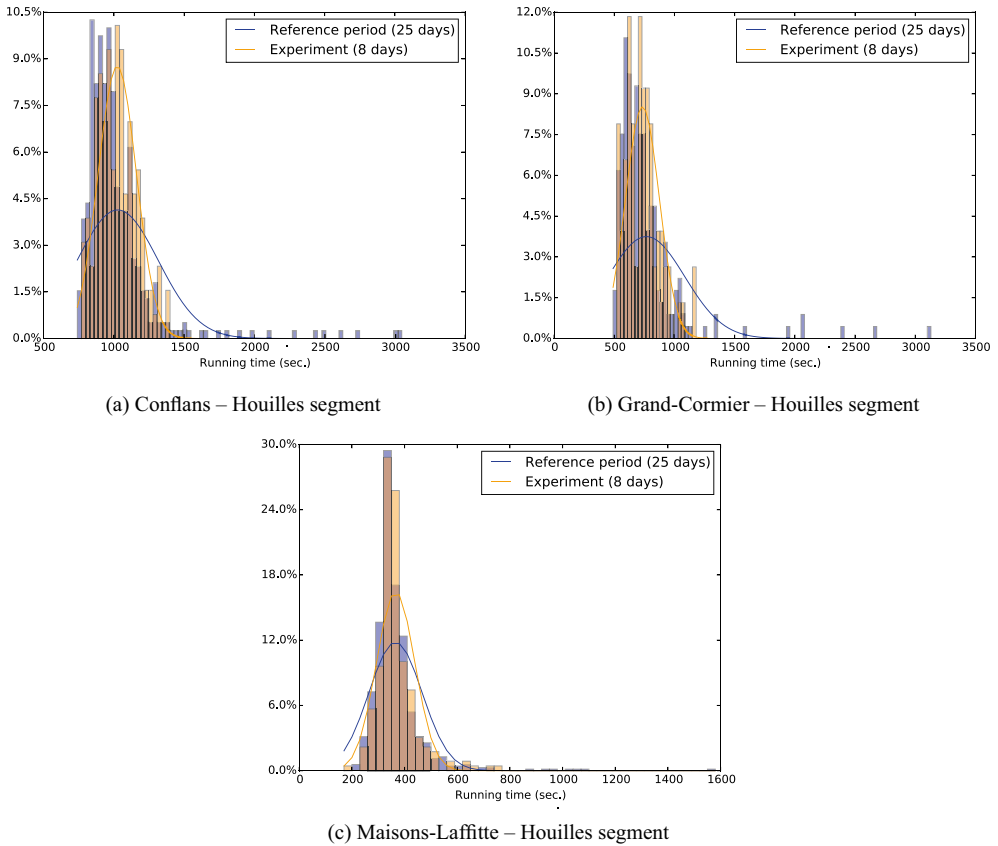 10.5%
9.0%
7.5%
6.0%
4.5%
3.0%
1.5%
0.0%
500 1000 1500 2000 2500 3000 3500
Running time (sec.)
Reference period (25 days)
Experiment (8 days)
(a) Conflans – Houilles segment
12.0%
10.5%
9.0%
7.5%
6.0%
4.5%
3.0%
1.5%
0.0%
0 500 1000 1500 2000 2500 3000 3500
Running time (sec.)
Reference period (25 days)
Experiment (8 days)
(b) Grand-Cormier – Houilles segment
30.0%
24.0%
18.0%
12.0%
6.0%
0.0%
0 200 400 600 800 1000 1200 1400 1600
Running time (sec.)
Reference period (25 days)
Experiment (8 days)
(c) Maisons-Laffitte – Houilles segment